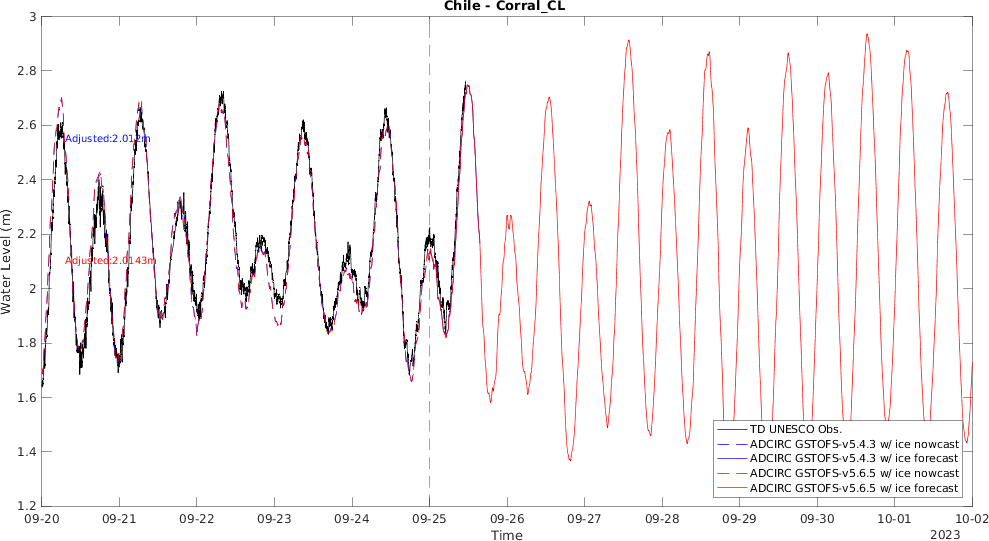 Chile - Corral_CL
3
2.8
2.6
2.4
2.2
2
1.8
1.6
1.4
1.2
Water Level (m)
Adjusted:2.012m
Adjusted:2.0143m
TD UNESCO Obs.
ADCIRC GSTOFS-v5.4.3 w/ ice nowcast
ADCIRC GSTOFS-v5.4.3 w/ ice forecast
ADCIRC GSTOFS-v5.6.5 w/ ice nowcast
ADCIRC GSTOFS-v5.6.5 w/ ice forecast
09-20 09-21 09-22 09-23 09-24 09-25 09-26 09-27 09-28 09-29 09-30 10-01 10-02
Time
2023